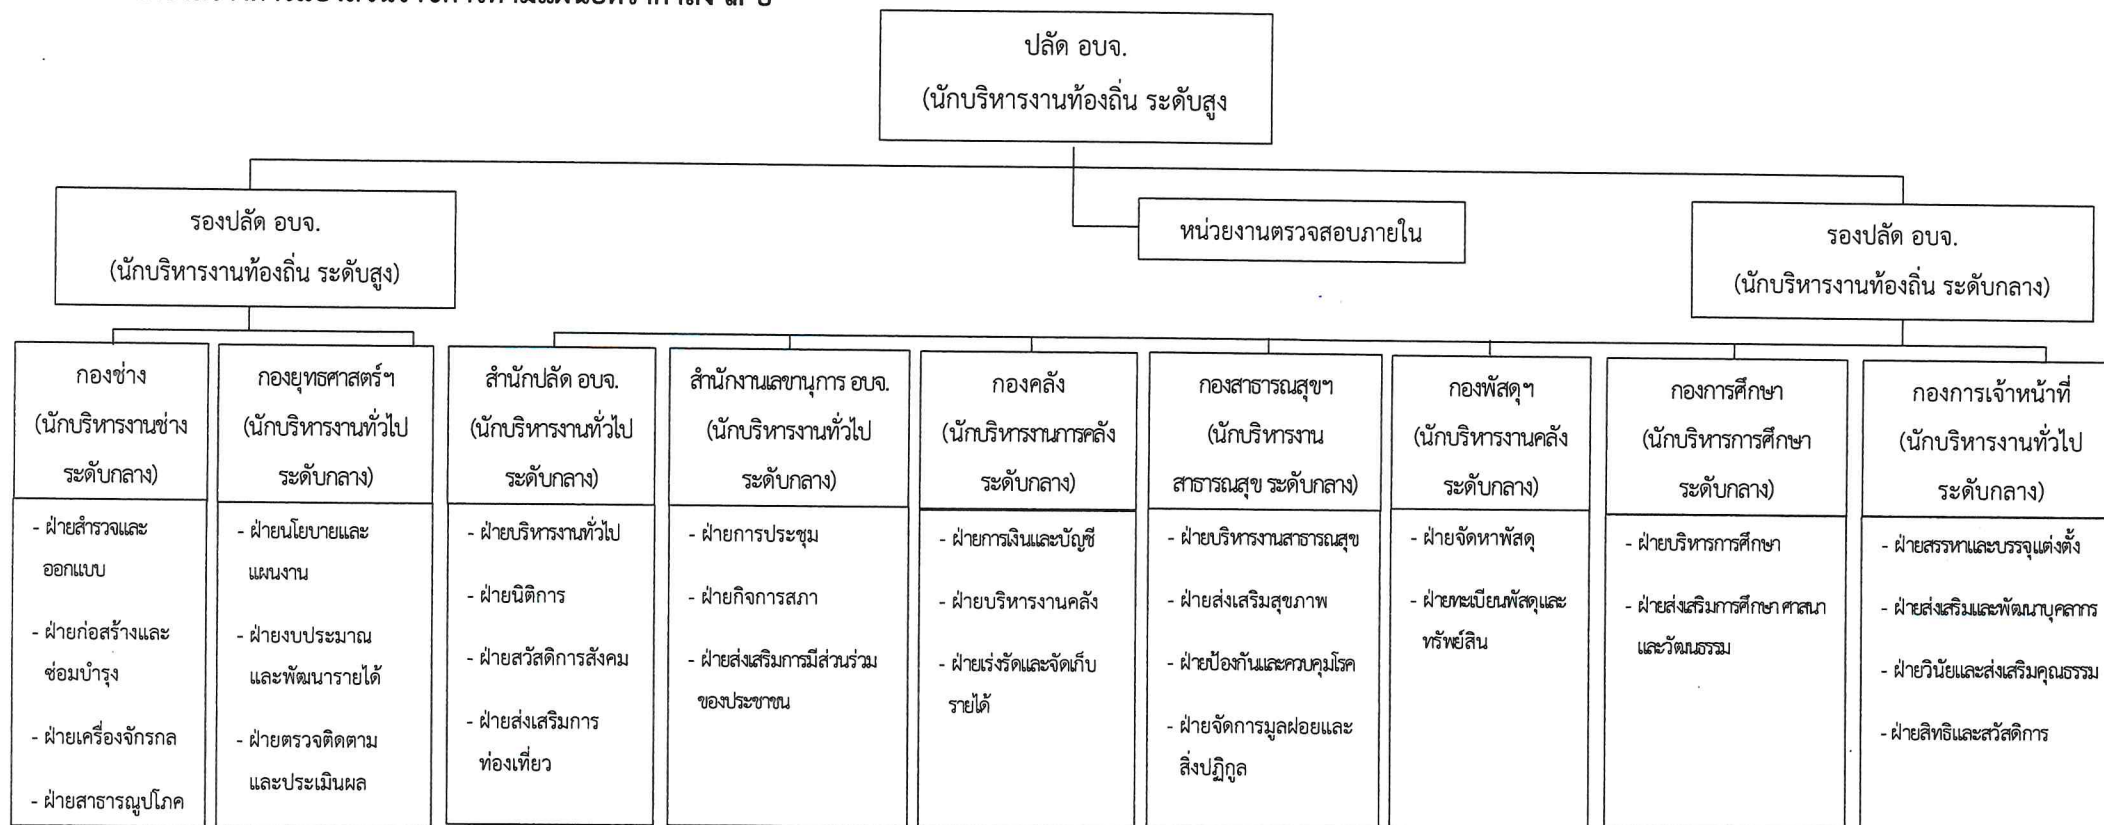 ปลัด อบจ.
(นักบริหารงานท้องถิ่น ระดับสูง
รองปลัด อบจ.
(นักบริหารงานท้องถิ่น ระดับสูง)
หน่วยงานตรวจสอบภายใน
รองปลัด อบจ.
(นักบริหารงานท้องถิ่น ระดับกลาง)
กองช่าง
(นักบริหารงานช่าง
ระดับกลาง)
- ฝ่ายสำรวจและ
ออกแบบ
- ฝ่ายก่อสร้างและ
ซ่อมบำรุง
- ฝ่ายเครื่องจักรกล
- ฝ่ายสาธารณูปโภค
กองยุทธศาสตร์ฯ
(นักบริหารงานทั่วไป
ระดับกลาง)
- ฝ่ายนโยบายและ
แผนงาน
- ฝ่ายงบประมาณ
และพัฒนารายได้
- ฝ่ายตรวจติดตาม
และประเมินผล
สำนักปลัด อบจ.
(นักบริหารงานทั่วไป
ระดับกลาง)
- ฝ่ายบริหารงานทั่วไป
- ฝ่ายนิติการ
- ฝ่ายสวัสดิการสังคม
- ฝ่ายส่งเสริมการ
ท่องเที่ยว
สำนักงานเลขานุการ อบจ.
(นักบริหารงานทั่วไป
ระดับกลาง)
- ฝ่ายการประชุม
- ฝ่ายกิจการสภา
- ฝ่ายส่งเสริมการมีส่วนร่วม
ของประชาชน
กองคลัง
(นักบริหารงานการคลัง
ระดับกลาง)
- ฝ่ายการเงินและบัญชี
- ฝ่ายบริหารงานคลัง
- ฝ่ายเร่งรัดและจัดเก็บ
รายได้
กองสาธารณสุขฯ
(นักบริหารงาน
สาธารณสุข ระดับกลาง)
- ฝ่ายบริหารงานสาธารณสุข
- ฝ่ายส่งเสริมสุขภาพ
- ฝ่ายป้องกันและควบคุมโรค
- ฝ่ายจัดการมูลฝอยและ
สิ่งปฏิกูล
กองพัสดุฯ
(นักบริหารงานคลัง
ระดับกลาง)
- ฝ่ายจัดหาพัสดุ
- ฝ่ายทะเบียนพัสดุและ
ทรัพย์สิน
กองการศึกษา
(นักบริหารการศึกษา
ระดับกลาง)
- ฝ่ายบริหารการศึกษา
- ฝ่ายส่งเสริมการศึกษา ศาสนา
และวัฒนธรรม
กองการเจ้าหน้าที่
(นักบริหารงานทั่วไป
ระดับกลาง)
- ฝ่ายสรรหาและบรรจุแต่งตั้ง
- ฝ่ายส่งเสริมและพัฒนาบุคลากร
- ฝ่ายวินัยและส่งเสริมคุณธรรม
- ฝ่ายสิทธิและสวัสดิการ